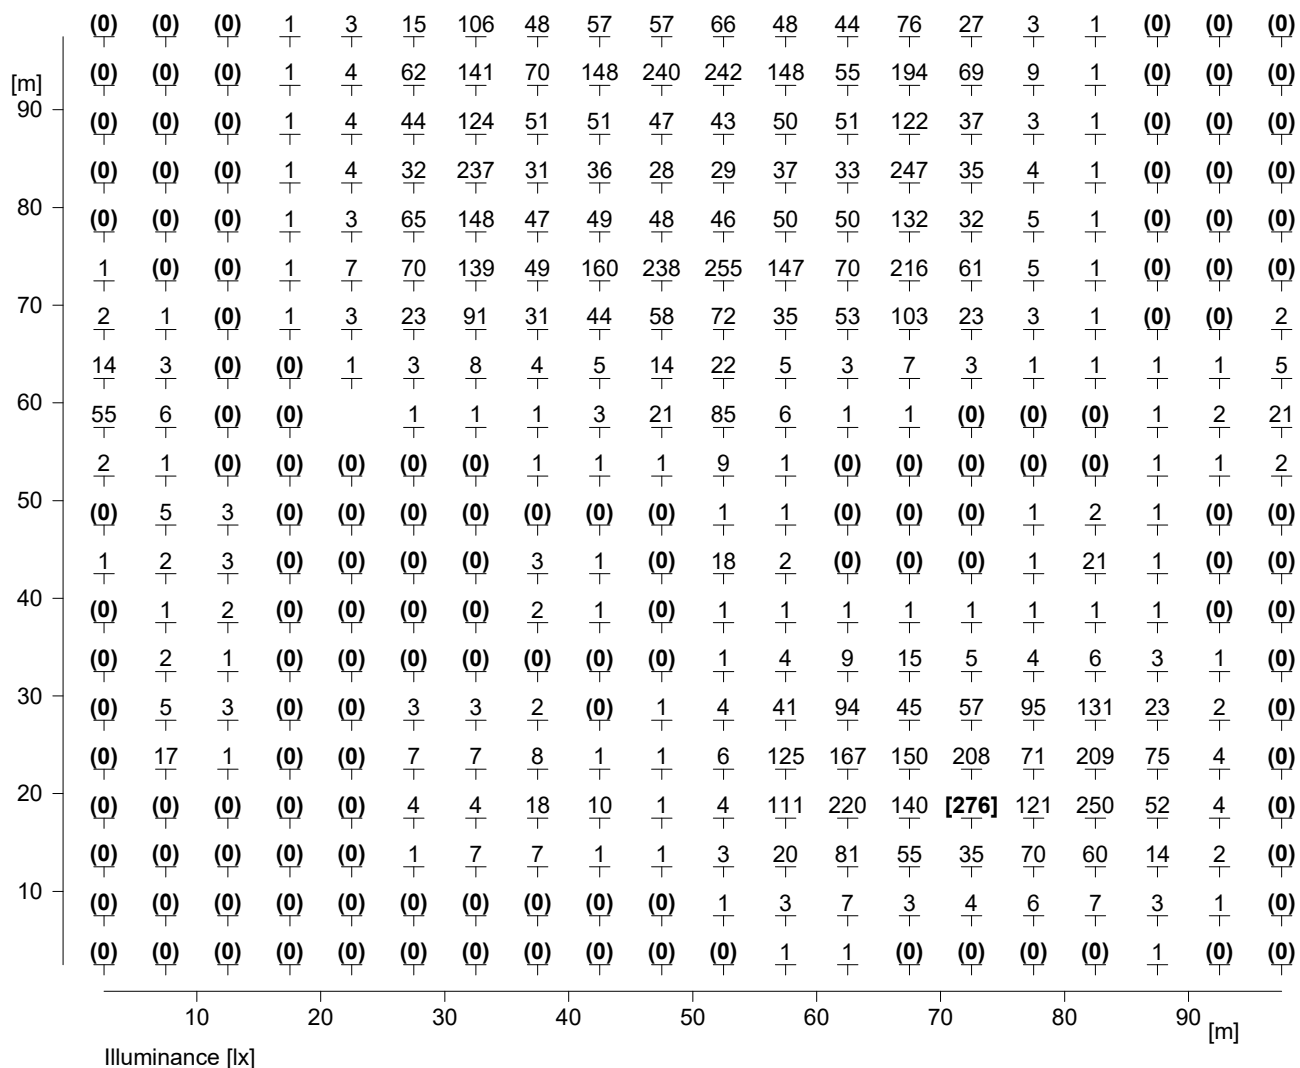 (0) (0) (0) 1 3 15 106 48 57 57 66 48 44 76 27 3 1 (0) (0) (0)
[m] (0) (0) (0) 1 4 62 141 70 148 240 242 148 55 194 69 9 1 (0) (0) (0)
90
(0) (0) (0) 1 4 44 124 51 51 47 43 50 51 122 37 3 1 (0) (0) (0)
(0) (0) (0) 1 4 32 237 31 36 28 29 37 33 247 35 4 1 (0) (0) (0)
80
(0) (0) (0) 1 3 65 148 47 49 48 46 50 50 132 32 5 1 (0) (0) (0)
1 (0) (0) 1 7 70 139 49 160 238 255 147 70 216 61 5 1 (0) (0) (0)
70
2 1 (0) 1 3 23 91 31 44 58 72 35 53 103 23 3 1 (0) (0) 2
14 3 (0) (0) 1 3 8 4 5 14 22 5 3 7 3 1 1 1 1 5
60
55 6 (0) (0) 1 1 1 3 21 85 6 1 1 (0) (0) (0) 1 2 21
2 1 (0) (0) (0) (0) (0) 1 1 1 9 1 (0) (0) (0) (0) (0) 1 1 2
50
(0) 5 3 (0) (0) (0) (0) (0) (0) (0) 1 1 (0) (0) (0) 1 2 1 (0) (0)
1 2 3 (0) (0) (0) (0) 3 1 (0) 18 2 (0) (0) (0) 1 21 1 (0) (0)
40
(0) 1 2 (0) (0) (0) (0) 2 1 (0) 1 1 1 1 1 1 1 1 (0) (0)
(0) 2 1 (0) (0) (0) (0) (0) (0) (0) 1 4 9 15 5 4 6 3 1 (0)
30
(0) 5 3 (0) (0) 3 3 2 (0) 1 4 41 94 45 57 95 131 23 2 (0)
(0) 17 1 (0) (0) 7 7 8 1 1 6 125 167 150 208 71 209 75 4 (0)
20
(0) (0) (0) (0) (0) 4 4 18 10 1 4 111 220 140 [276] 121 250 52 4 (0)
(0) (0) (0) (0) (0) 1 7 7 1 1 3 20 81 55 35 70 60 14 2 (0)
10
(0) (0) (0) (0) (0) (0) (0) (0) (0) (0) 1 3 7 3 4 6 7 3 1 (0)
(0) (0) (0) (0) (0) (0) (0) (0) (0) (0) (0) 1 1 (0) (0) (0) (0) 1 (0) (0)
10 20 30 40 50 60 70 80 90 [m]
Illuminance [lx]